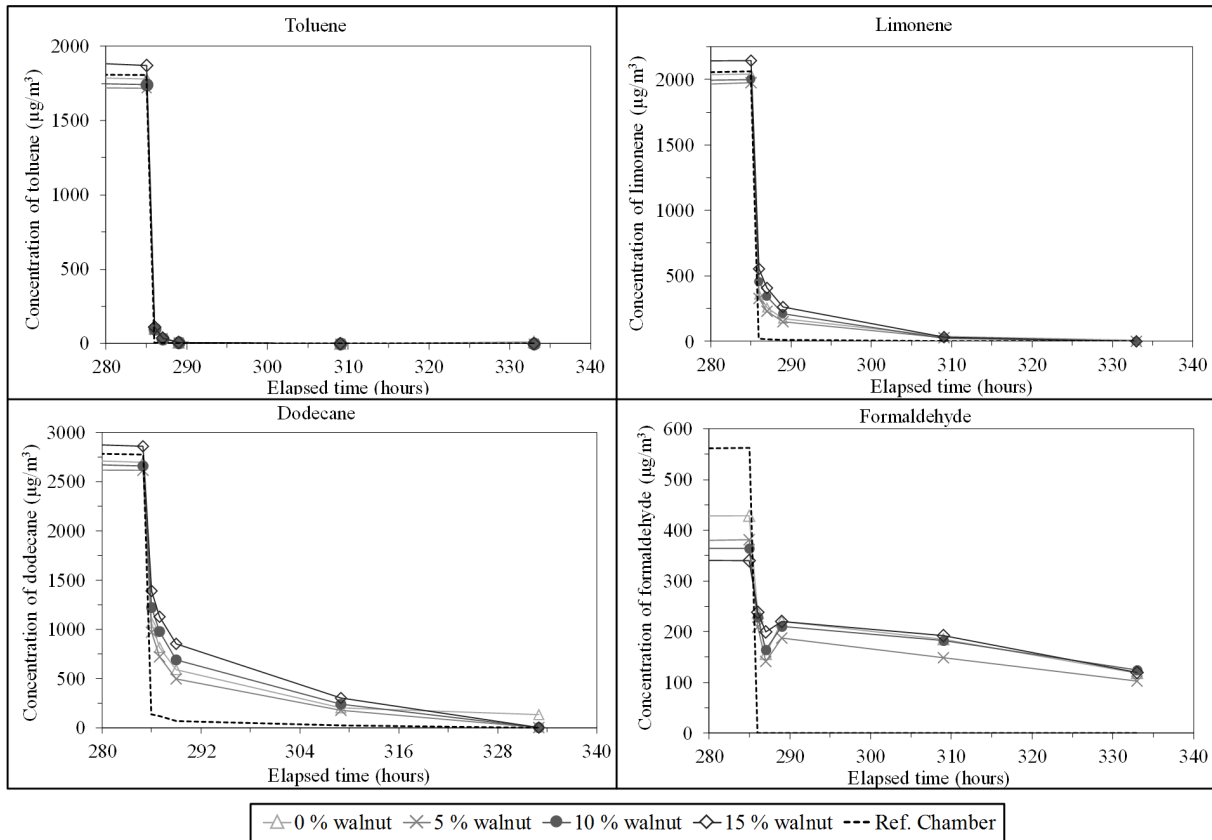 Toluene
Concentration of toluene (µg/m³)
2000
1500
1000
500
0
280 290 300 310 320 330 340
Elapsed time (hours)
Limonene
Concentration of limonene (µg/m³)
2000
1500
1000
500
0
280 290 300 310 320 330 340
Elapsed time (hours)
Dodecane
Concentration of dodecane (µg/m³)
3000
2500
2000
1500
1000
500
0
280 292 304 316 328 340
Elapsed time (hours)
Formaldehyde
Concentration of formaldehyde (µg/m³)
600
500
400
300
200
100
0
280 290 300 310 320 330 340
Elapsed time (hours)
0 % walnut 5 % walnut 10 % walnut 15 % walnut Ref. Chamber